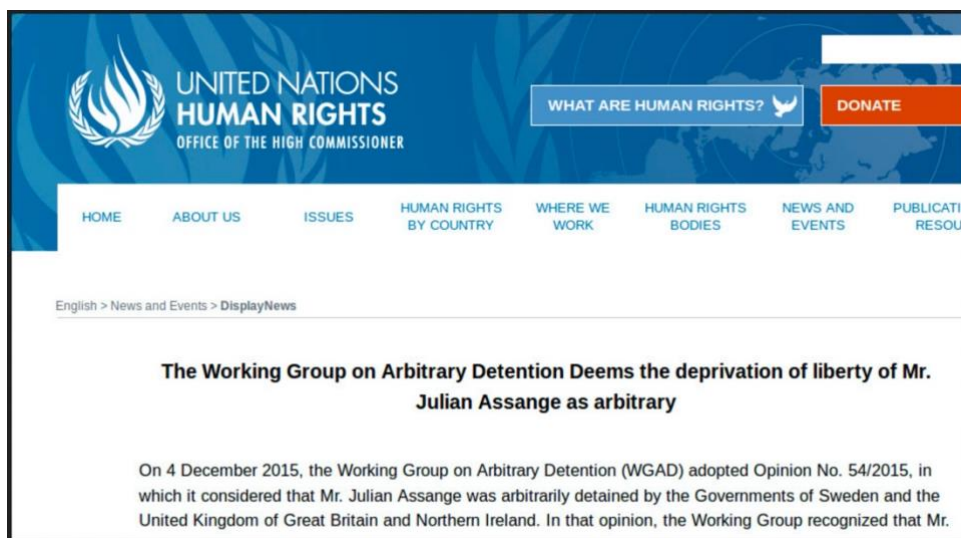 UNITED NATIONS
HUMAN RIGHTS
OFFICE OF THE HIGH COMMISSIONER
WHAT ARE HUMAN RIGHTS?
DONATE
HOME
ABOUT US
ISSUES
HUMAN RIGHTS
BY COUNTRY
WHERE WE
WORK
HUMAN RIGHTS
BODIES
NEWS AND
EVENTS
PUBLICATI
RESOU
English > News and Events > DisplayNews
The Working Group on Arbitrary Detention Deems the deprivation of liberty of Mr.
Julian Assange as arbitrary
On 4 December 2015, the Working Group on Arbitrary Detention (WGAD) adopted Opinion No. 54/2015, in
which it considered that Mr. Julian Assange was arbitrarily detained by the Governments of Sweden and the
United Kingdom of Great Britain and Northern Ireland. In that opinion, the Working Group recognized that Mr.